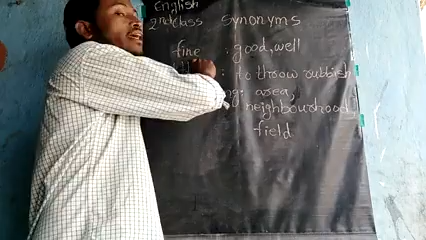 English
2nd class synonyms
fine : good, well
: to throw rubbish
: area,
neighbourhood,
field